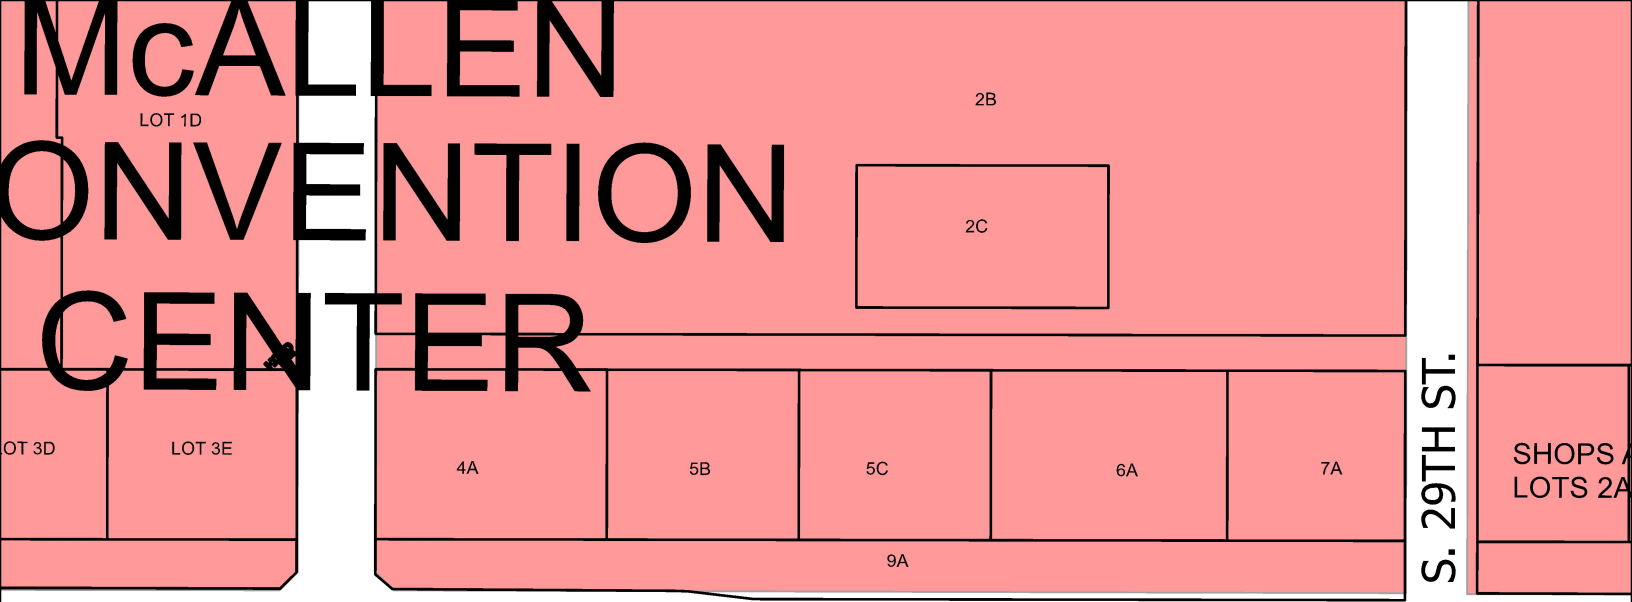 McALLEN
ONVENTION
CENTER
LOT 1D
2B
2C
OT 3D
LOT 3E
4A
5B
5C
6A
7A
9A
S. 29TH ST.
SHOPS A
LOTS 2A